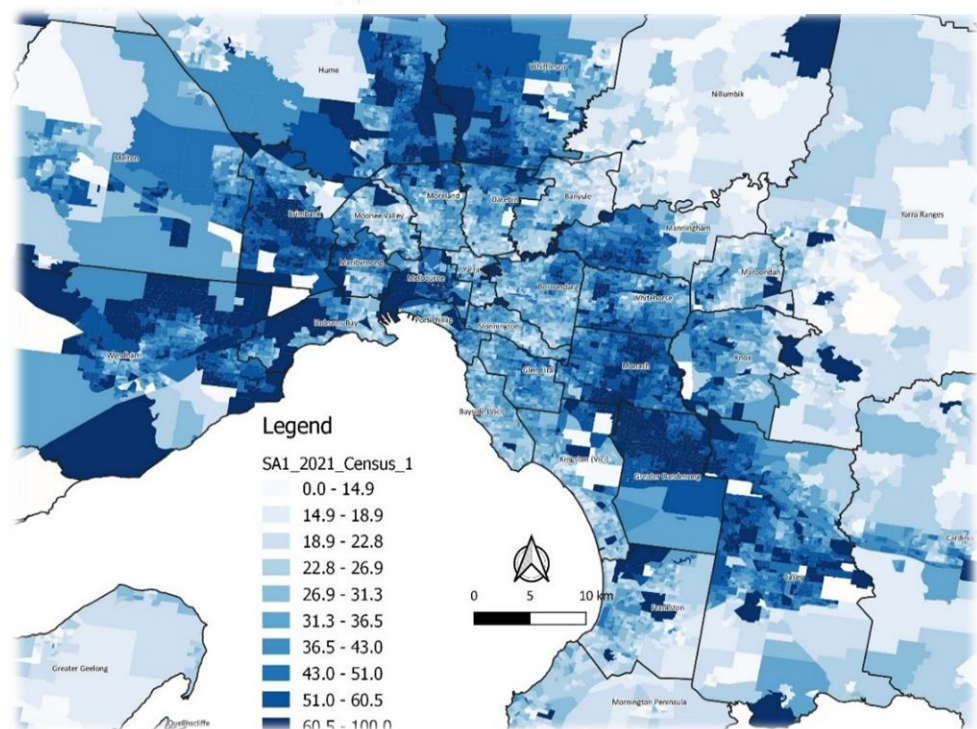 Hume
Whittlesea
Nillumbik
Melton
Moreland
Darebin
Banyule
Brimbank
Moonee Valley
Manningham
Yarra Ranges
Maribyrnong
Melbourne
Yarra
Maroondah
Boroondara
Whitehorse
Hobsons Bay
Port Phillip
Stonnington
Wyndham
Glen Eira
Monash
Knox
Bayside (Vic.)
Kingston (Vic.)
Greater Dandenong
Cardinia
Casey
Frankston
Mornington Peninsula
Greater Geelong
Queenscliffe
Legend
SA1_2021_Census_1
0.0 - 14.9
14.9 - 18.9
18.9 - 22.8
22.8 - 26.9
26.9 - 31.3
31.3 - 36.5
36.5 - 43.0
43.0 - 51.0
51.0 - 60.5
60.5 - 100.0
0 5 10 km